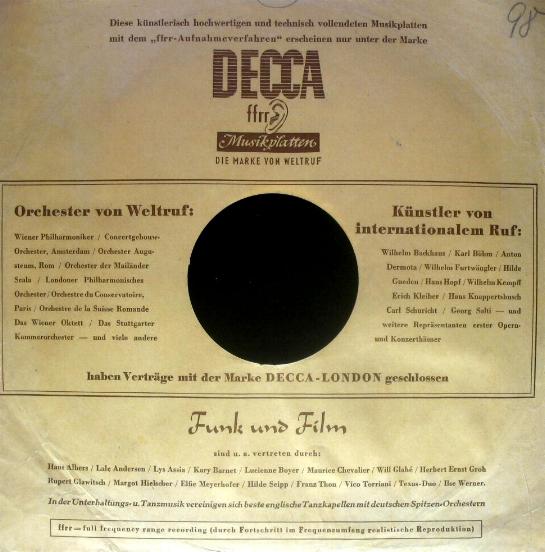 98
Diese künstlerisch hochwertigen und technisch vollendeten Musikplatten
mit dem „ffrr-Aufnahmeverfahren“ erscheinen nur unter der Marke
DECCA
ffrr
Musikplatten
DIE MARKE VON WELTRUF
Orchester von Weltruf:
Wiener Philharmoniker / Concertgebouw-
Orchester, Amsterdam / Orchester Augu-
steum, Rom / Orchester der Mailänder
Scala / Londoner Philharmonisches
Orchester / Orchestre du Conservatoire,
Paris / Orchestre de la Suisse Romande
Das Wiener Oktett / Das Stuttgarter
Kammerorchester — und viele andere
Künstler von
internationalem Ruf:
Wilhelm Backhaus / Karl Böhm / Anton
Dermota / Wilhelm Furtwängler / Hilde
Gueden / Hans Hopf / Wilhelm Kempff
Erich Kleiber / Hans Knappertsbusch
Carl Schuricht / Georg Solti — und
weitere Repräsentanten erster Opern-
und Konzerthäuser
haben Verträge mit der Marke DECCA-LONDON geschlossen
Funk und Film
sind u. a. vertreten durch:
Hans Albers / Lale Andersen / Lys Assia / Kory Barnet / Lucienne Boyer / Maurice Chevalier / Will Glahé / Herbert Ernst Groh
Rupert Glawitsch / Margot Hielscher / Elfie Meyerhofer / Hilde Seipp / Franz Thon / Vico Torriani / Texas-Duo / Ilse Werner.
In der Unterhaltungs- u. Tanzmusik vereinigen sich beste englische Tanzkapellen mit deutschen Spitzen-Orchestern
ffrr — full frequency range recording (durch Fortschritt im Frequenzumfang realistische Reproduktion)